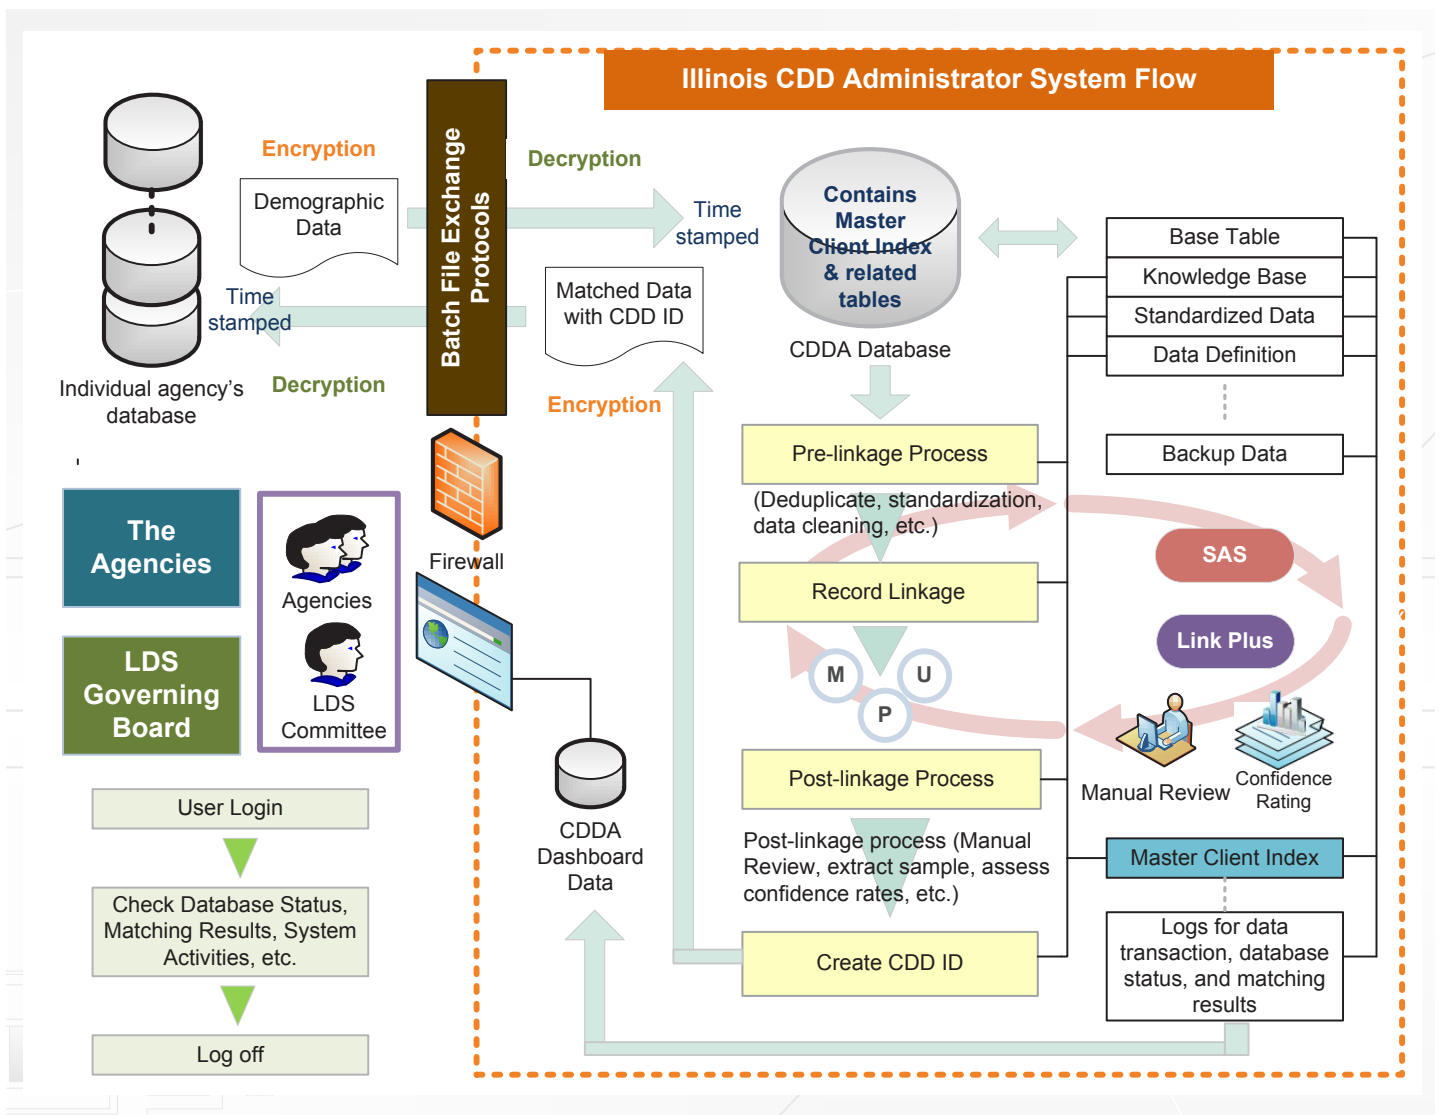 Illinois CDD Administrator System Flow
Batch File Exchange
Protocols
Encryption
Decryption
Demographic
Data
Time
stamped
Contains
Master
Client Index
& related
tables
CDDA Database
Time
stamped
Matched Data
with CDD ID
Decryption
Encryption
Individual agency's
database
Base Table
Knowledge Base
Standardized Data
Data Definition
Backup Data
Pre-linkage Process
(Deduplicate, standardization,
data cleaning, etc.)
Record Linkage
M
U
P
Post-linkage Process
Post-linkage process (Manual
Review, extract sample, assess
confidence rates, etc.)
Create CDD ID
SAS
Link Plus
Manual Review
Confidence
Rating
Master Client Index
Logs for data
transaction, database
status, and matching
results
Firewall
The
Agencies
LDS
Governing
Board
Agencies
LDS
Committee
CDDA
Dashboard
Data
User Login
Check Database Status,
Matching Results, System
Activities, etc.
Log off